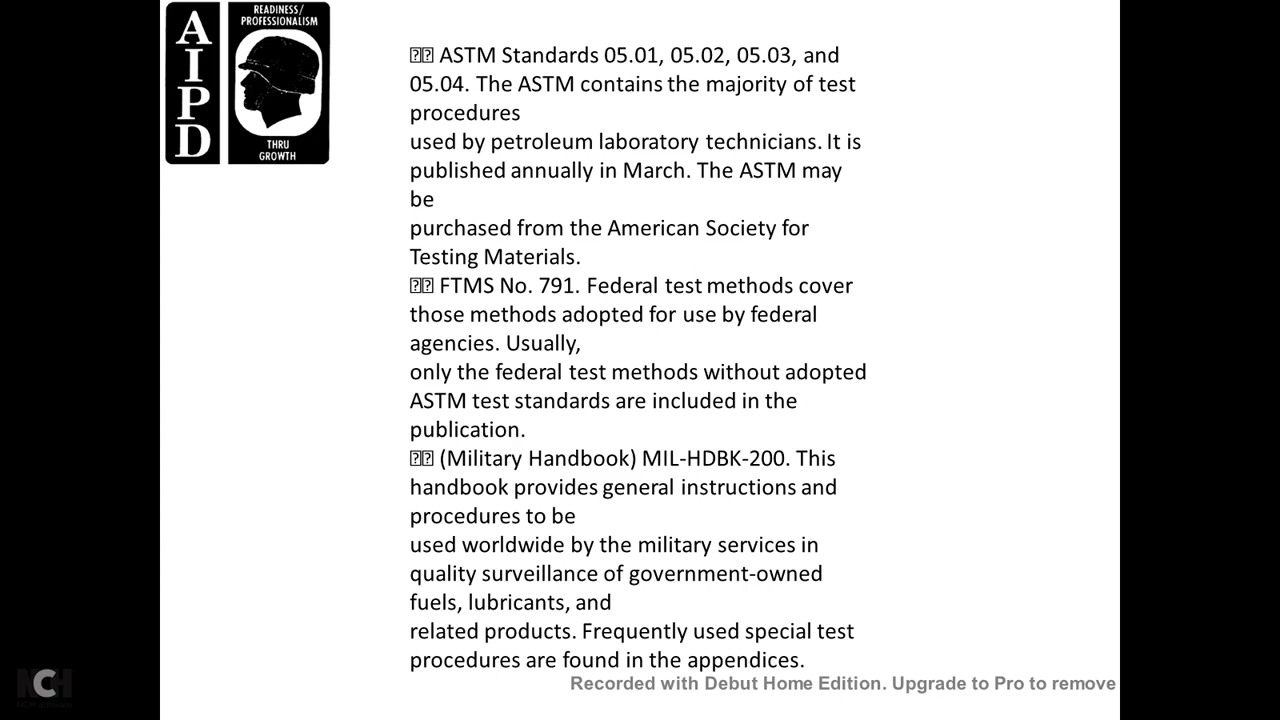 AIPD
READINESS/
PROFESSIONALISM
THRU
GROWTH
ASTM Standards 05.01, 05.02, 05.03, and
05.04. The ASTM contains the majority of test
procedures
used by petroleum laboratory technicians. It is
published annually in March. The ASTM may
be
purchased from the American Society for
Testing Materials.
FTMS No. 791. Federal test methods cover
those methods adopted for use by federal
agencies. Usually,
only the federal test methods without adopted
ASTM test standards are included in the
publication.
(Military Handbook) MIL-HDBK-200. This
handbook provides general instructions and
procedures to be
used worldwide by the military services in
quality surveillance of government-owned
fuels, lubricants, and
related products. Frequently used special test
procedures are found in the appendices.
NCH
Recorded with Debut Home Edition. Upgrade to Pro to remove